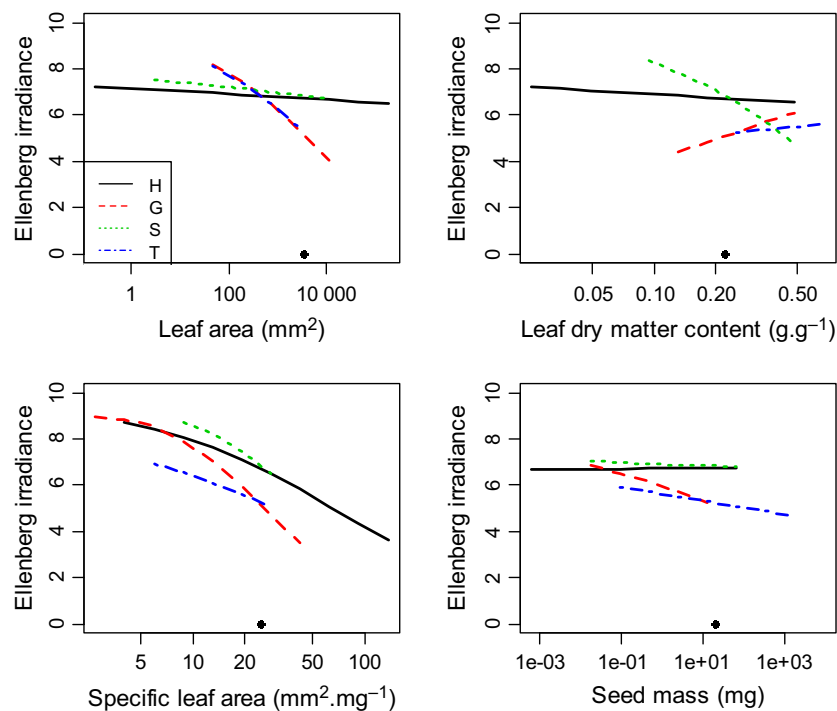 Ellenberg irradiance
0 2 4 6 8 10
H
G
S
T
1 100 10 000
Leaf area (mm²)
Ellenberg irradiance
0 2 4 6 8 10
0.05 0.10 0.20 0.50
Leaf dry matter content (g.g⁻¹)
Ellenberg irradiance
0 2 4 6 8 10
5 10 20 50 100
Specific leaf area (mm².mg⁻¹)
Ellenberg irradiance
0 2 4 6 8 10
1e-03 1e-01 1e+01 1e+03
Seed mass (mg)